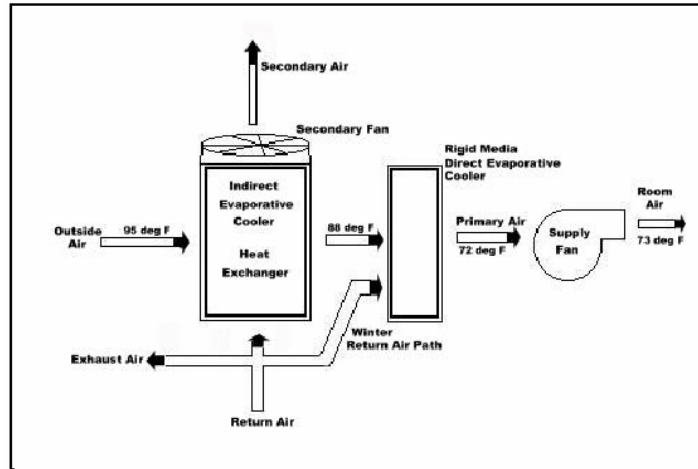 Secondary Air
Secondary Fan
Rigid Media
Direct Evaporative
Cooler
Indirect
Evaporative
Cooler
Heat
Exchanger
Outside
Air
95 deg F
88 deg F
Primary Air
72 deg F
Supply
Fan
Room
Air
73 deg F
Winter
Return Air Path
Exhaust Air
Return Air